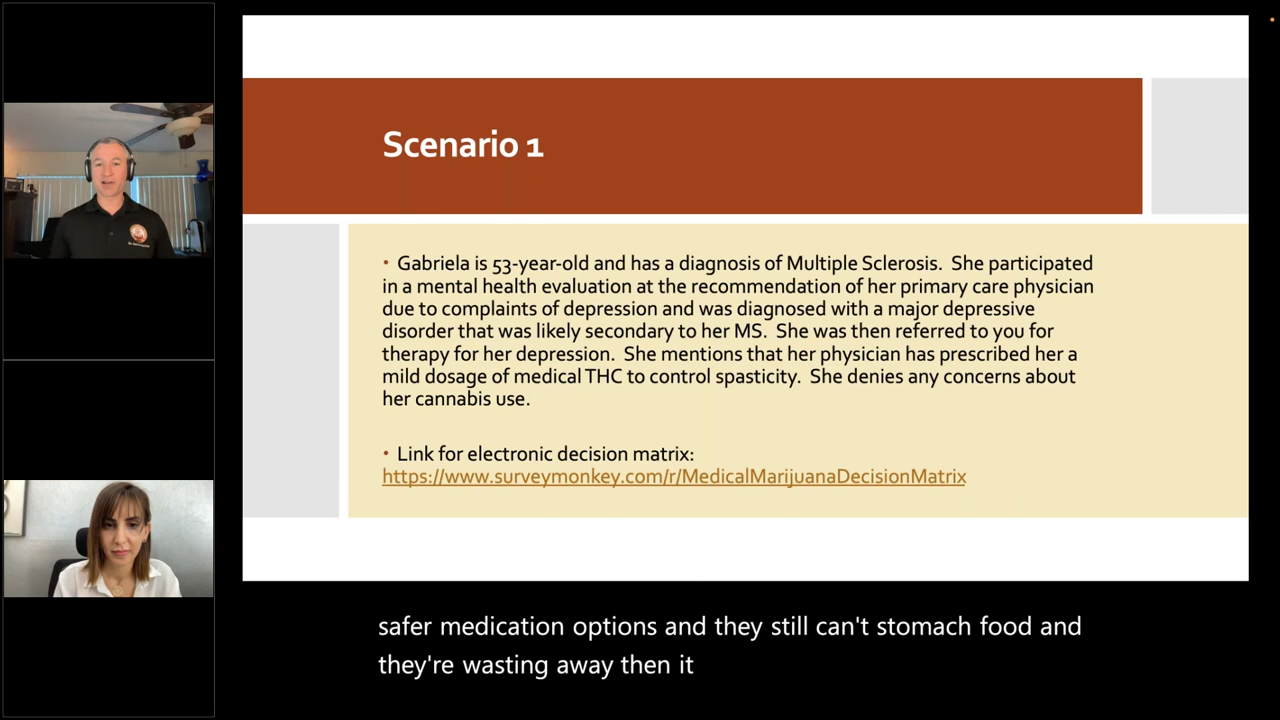 Scenario 1
• Gabriela is 53-year-old and has a diagnosis of Multiple Sclerosis. She participated
in a mental health evaluation at the recommendation of her primary care physician
due to complaints of depression and was diagnosed with a major depressive
disorder that was likely secondary to her MS. She was then referred to you for
therapy for her depression. She mentions that her physician has prescribed her a
mild dosage of medical THC to control spasticity. She denies any concerns about
her cannabis use.
• Link for electronic decision matrix:
https://www.surveymonkey.com/r/MedicalMarijuanaDecisionMatrix
safer medication options and they still can't stomach food and
they're wasting away then it